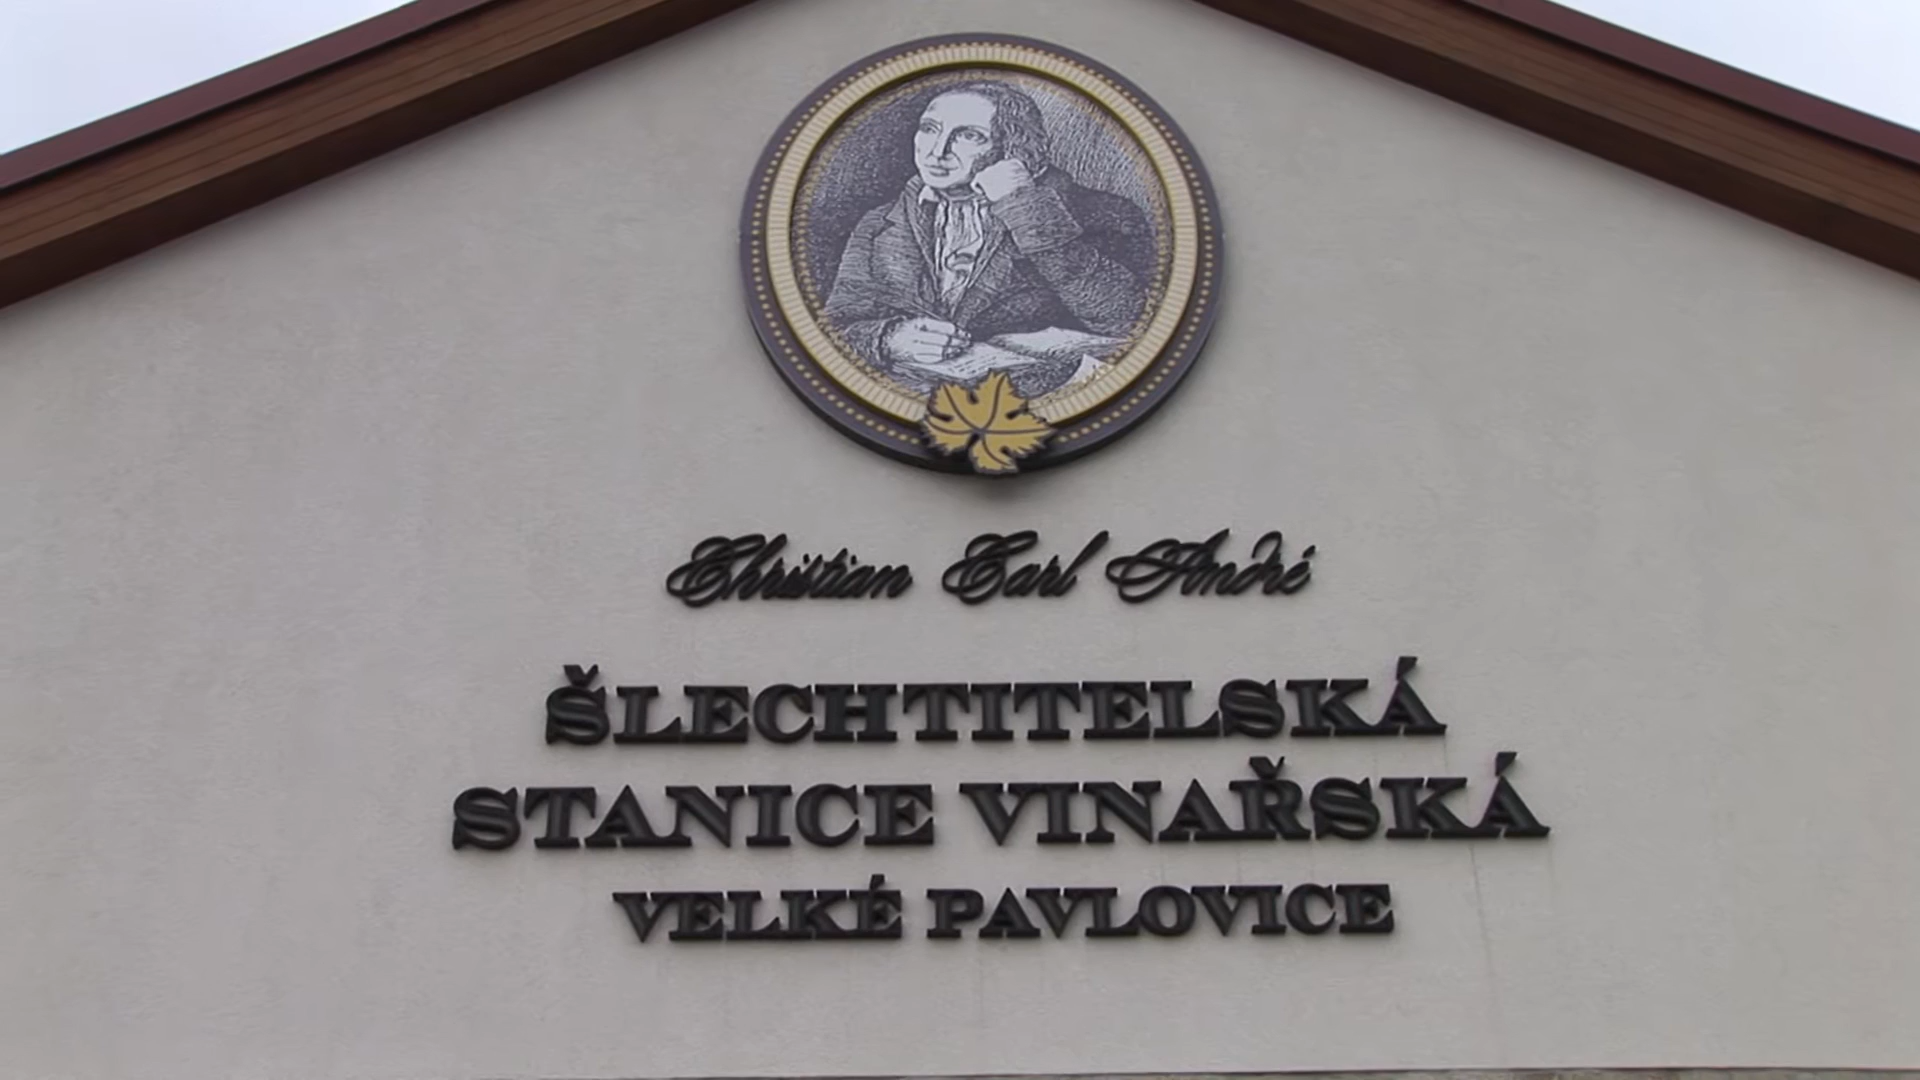 Christian Carl André
ŠLECHTITELSKÁ
STANICE VINAŘSKÁ
VELKÉ PAVLOVICE